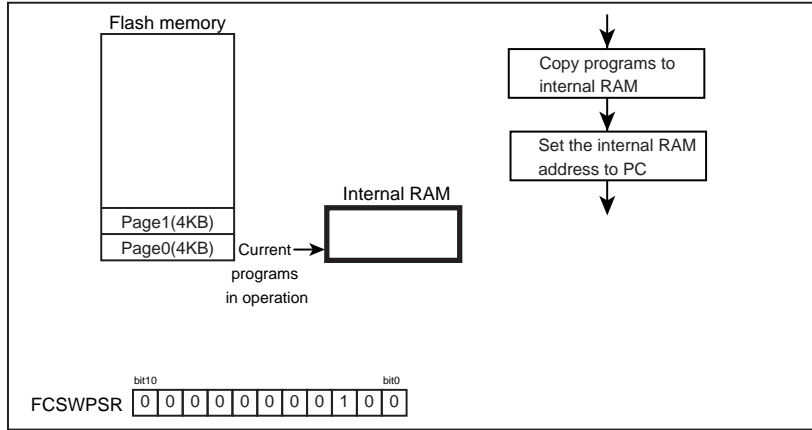 Flash memory
Page1(4KB)
Page0(4KB)
Current
programs
in operation
Internal RAM
Copy programs to
internal RAM
Set the internal RAM
address to PC
bit10
bit0
FCSWPSR 0 0 0 0 0 0 0 0 1 0 0